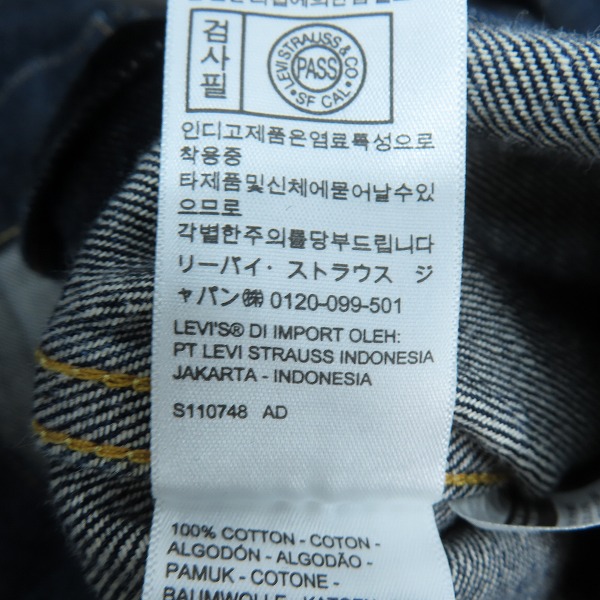 검사필
LEVI STRAUSS & CO.
PASS
SF CAL
인디고제품은염료특성으로
착용중
타제품및신체에묻어날수있
으므로
각별한주의를당부드립니다
リーバイ・ストラウス ジ
ャパン㈱ 0120-099-501
LEVI'S® DI IMPORT OLEH:
PT LEVI STRAUSS INDONESIA
JAKARTA - INDONESIA
S110748 AD
100% COTTON - COTON -
ALGODÓN - ALGODÃO -
PAMUK - COTONE -
BAUMWOLLE - KATOEN